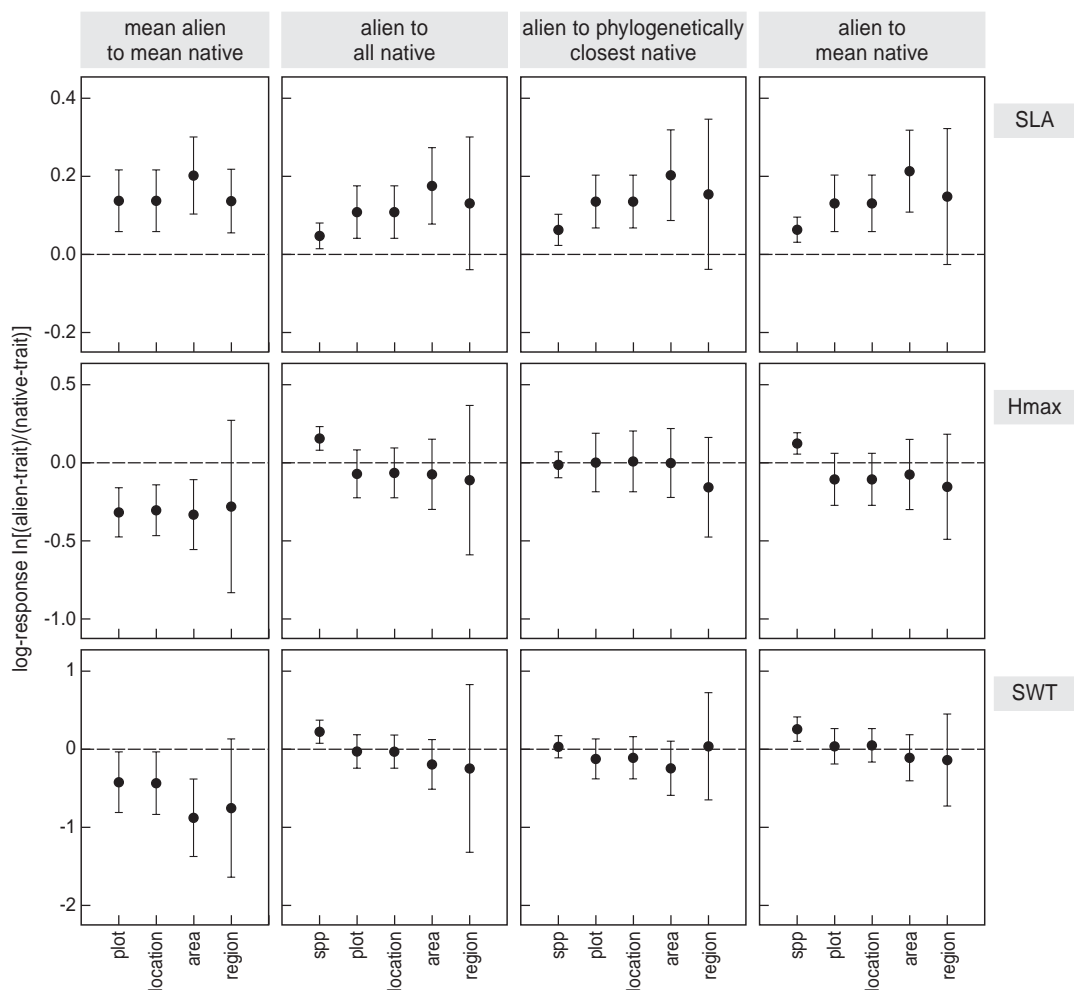 mean alien
to mean native
alien to
all native
alien to phylogenetically
closest native
alien to
mean native
log-response ln[(alien-trait)/(native-trait)]
0.4
0.2
0.0
-0.2
SLA
0.5
0.0
-0.5
-1.0
Hmax
1
0
-1
-2
SWT
plot
location
area
region
spp
plot
location
area
region
spp
plot
location
area
region
spp
plot
location
area
region